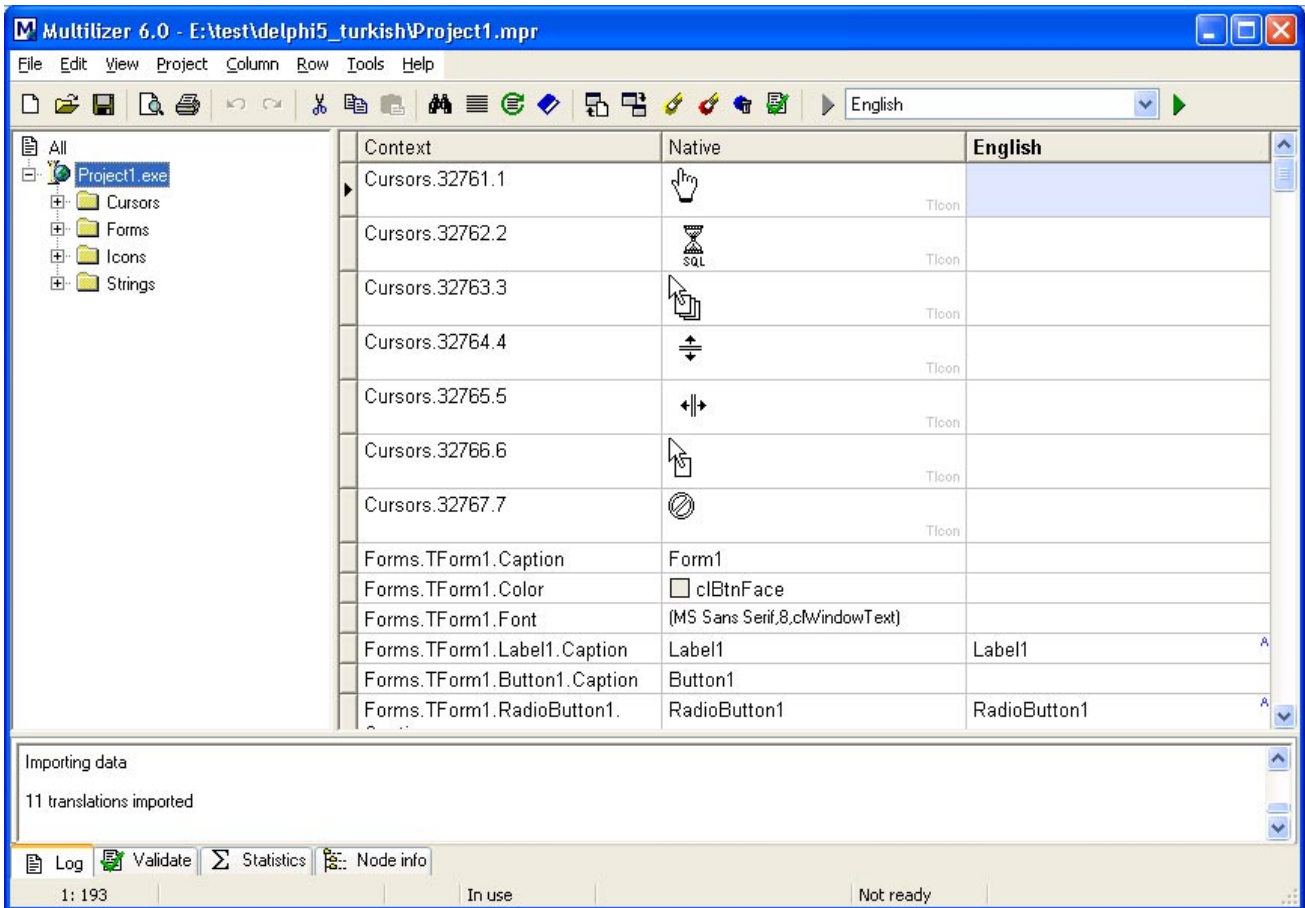 Multilizer 6.0 - E:\test\delphi5_turkish\Project1.mpr
File Edit View Project Column Row Tools Help
English
All
Project1.exe
Cursors
Forms
Icons
Strings
Context Native English
Cursors.32761.1 TIcon
Cursors.32762.2 SQL TIcon
Cursors.32763.3 TIcon
Cursors.32764.4 TIcon
Cursors.32765.5 TIcon
Cursors.32766.6 TIcon
Cursors.32767.7 TIcon
Forms.TForm1.Caption Form1
Forms.TForm1.Color clBtnFace
Forms.TForm1.Font (MS Sans Serif,8,clWindowText)
Forms.TForm1.Label1.Caption Label1 Label1 A
Forms.TForm1.Button1.Caption Button1
Forms.TForm1.RadioButton1. RadioButton1 RadioButton1 A
Importing data
11 translations imported
Log Validate Statistics Node info
1: 193 In use Not ready